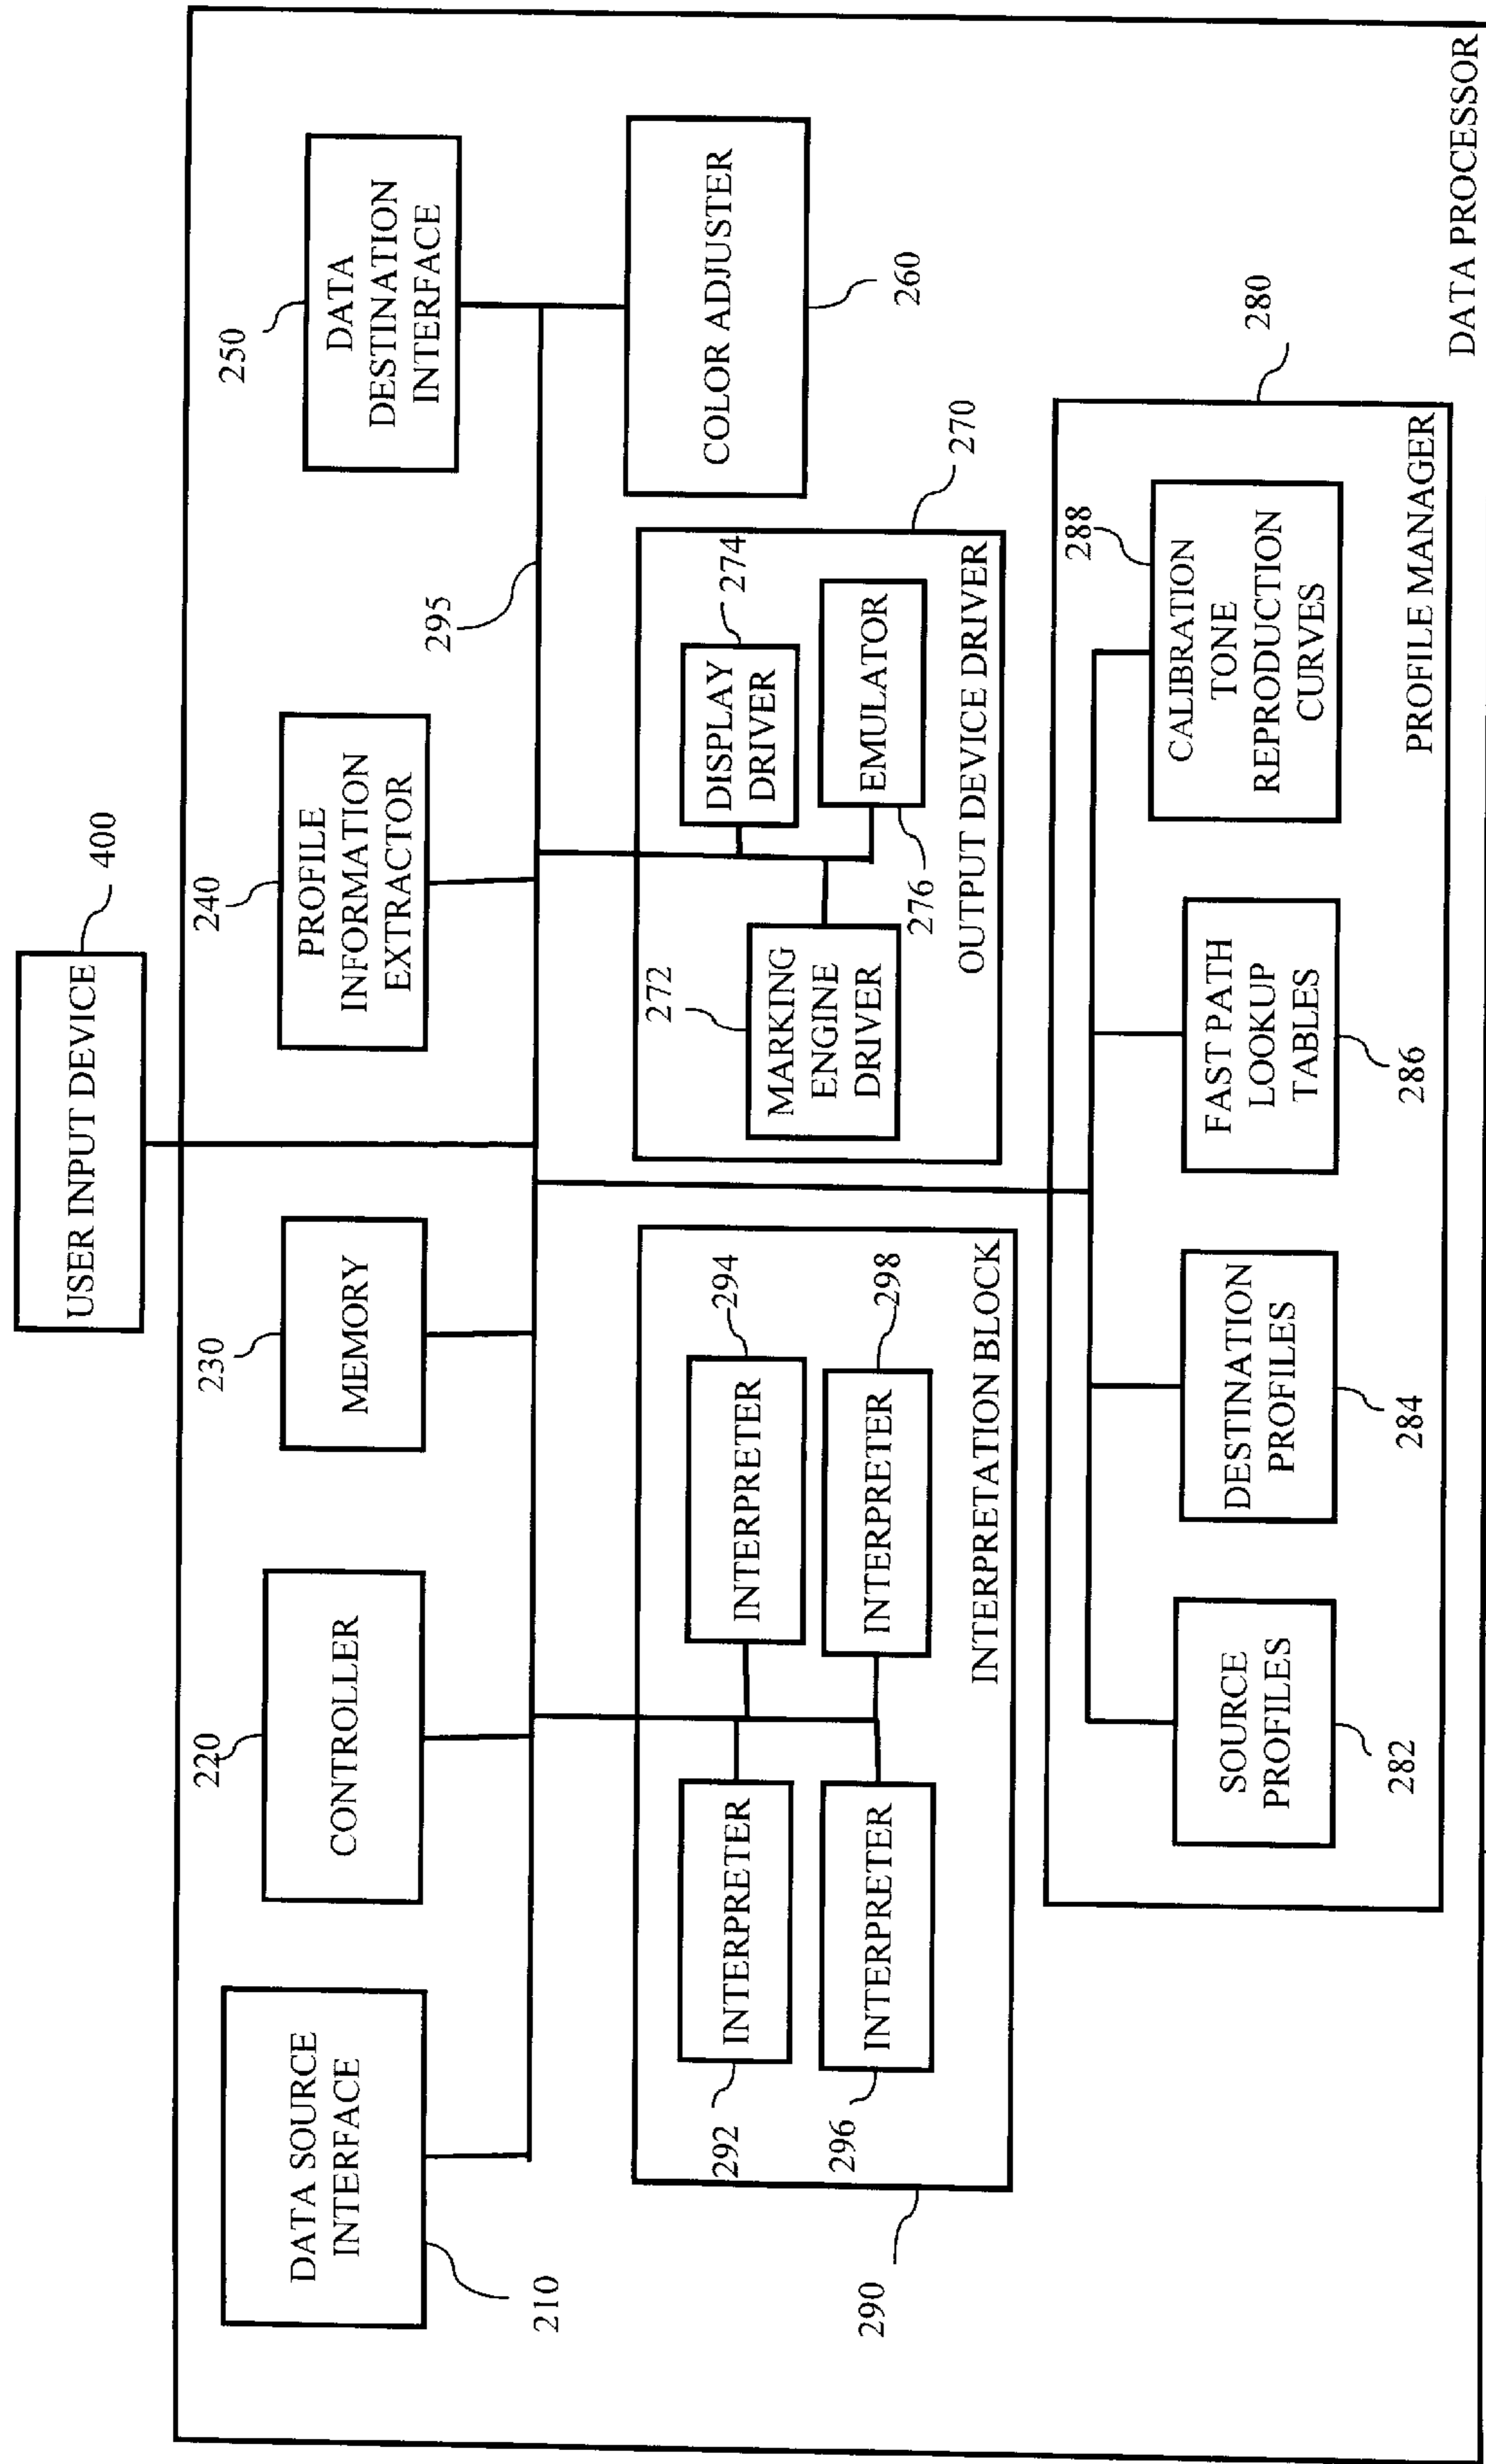 USER INPUT DEVICE
400
210
DATA SOURCE
INTERFACE
220
CONTROLLER
230
MEMORY
240
PROFILE
INFORMATION
EXTRACTOR
250
DATA
DESTINATION
INTERFACE
295
COLOR ADJUSTER
260
290
292
INTERPRETER
INTERPRETER
294
296
INTERPRETER
INTERPRETER
298
INTERPRETATION BLOCK
272
MARKING
ENGINE
DRIVER
DISPLAY
DRIVER
274
276
EMULATOR
OUTPUT DEVICE DRIVER
270
280
SOURCE
PROFILES
282
DESTINATION
PROFILES
284
FAST PATH
LOOKUP
TABLES
286
288
CALIBRATION
TONE
REPRODUCTION
CURVES
PROFILE MANAGER
DATA PROCESSOR